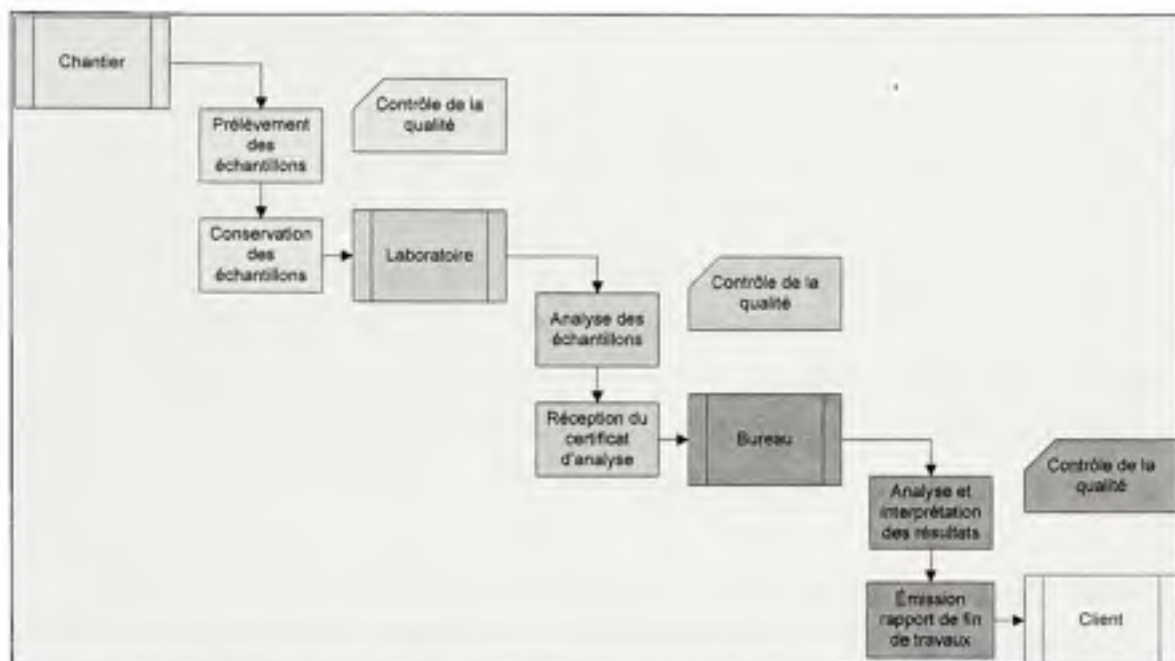 Chantier
Prélèvement
des
échantillons
Contrôle de la
qualité
Conservation
des
échantillons
Laboratoire
Analyse des
échantillons
Contrôle de la
qualité
Réception du
certificat
d'analyse
Bureau
Analyse et
interprétation
des résultats
Contrôle de la
qualité
Émission
rapport de fin
de travaux
Client